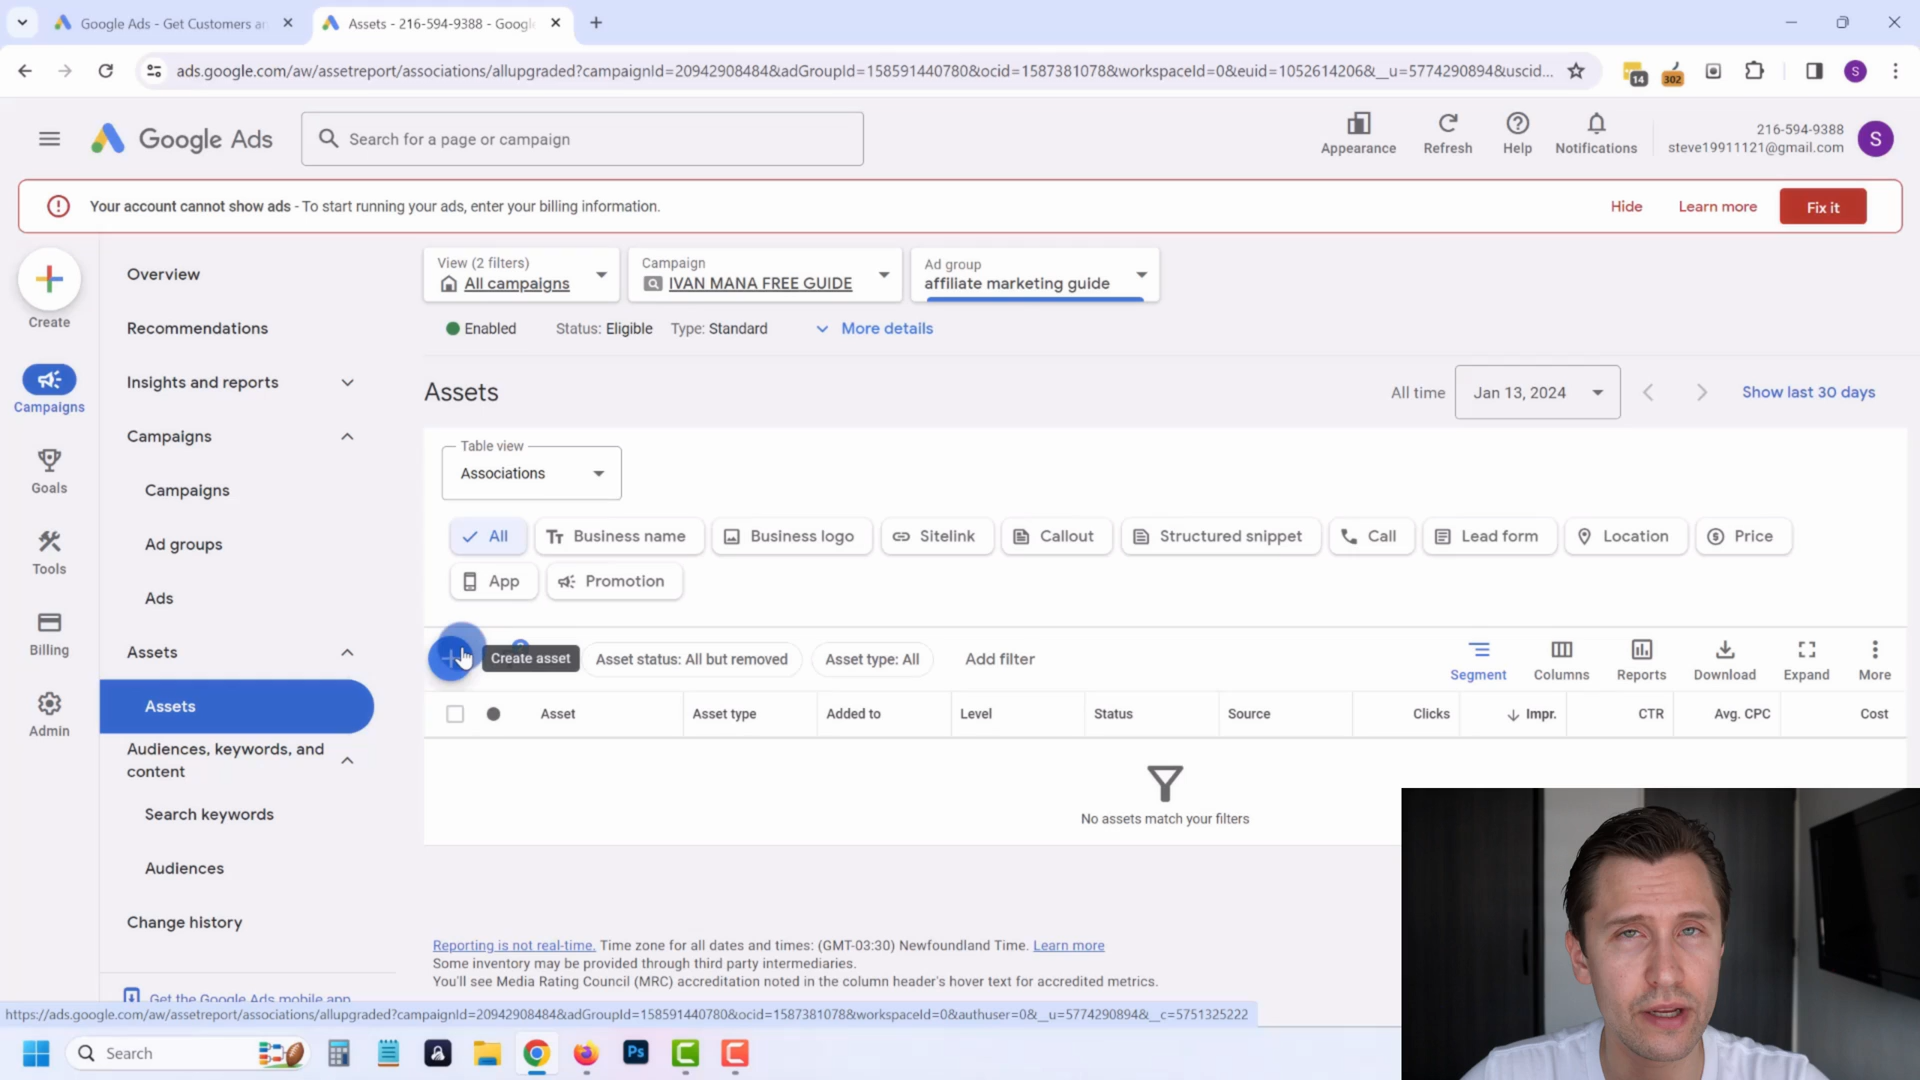 Google Ads - Get Customers an
Assets - 216-594-9388 - Google
ads.google.com/aw/assetreport/associations/allupgraded?campaignId=20942908484&adGroupId=158591440780&ocid=1587381078&workspaceId=0&euid=1052614206&__u=5774290894&uscid...
14
302
S
Google Ads
Search for a page or campaign
Appearance
Refresh
Help
Notifications
216-594-9388
steve19911121@gmail.com
S
Your account cannot show ads - To start running your ads, enter your billing information.
Hide
Learn more
Fix it
Create
Campaigns
Goals
Tools
Billing
Admin
Overview
Recommendations
Insights and reports
Campaigns
Campaigns
Ad groups
Ads
Assets
Assets
Audiences, keywords, and
content
Search keywords
Audiences
Change history
Get the Google Ads mobile app
View (2 filters)
All campaigns
Campaign
IVAN MANA FREE GUIDE
Ad group
affiliate marketing guide
Enabled
Status: Eligible
Type: Standard
More details
Assets
All time
Jan 13, 2024
Show last 30 days
Table view
Associations
All
Business name
Business logo
Sitelink
Callout
Structured snippet
Call
Lead form
Location
Price
App
Promotion
Create asset
Asset status: All but removed
Asset type: All
Add filter
Segment
Columns
Reports
Download
Expand
More
Asset
Asset type
Added to
Level
Status
Source
Clicks
Impr.
CTR
Avg. CPC
Cost
No assets match your filters
Reporting is not real-time. Time zone for all dates and times: (GMT-03:30) Newfoundland Time. Learn more
Some inventory may be provided through third party intermediaries.
You'll see Media Rating Council (MRC) accreditation noted in the column header's hover text for accredited metrics.
https://ads.google.com/aw/assetreport/associations/allupgraded?campaignId=20942908484&adGroupId=158591440780&ocid=1587381078&workspaceId=0&authuser=0&__u=5774290894&__c=5751325222
Search
Ps